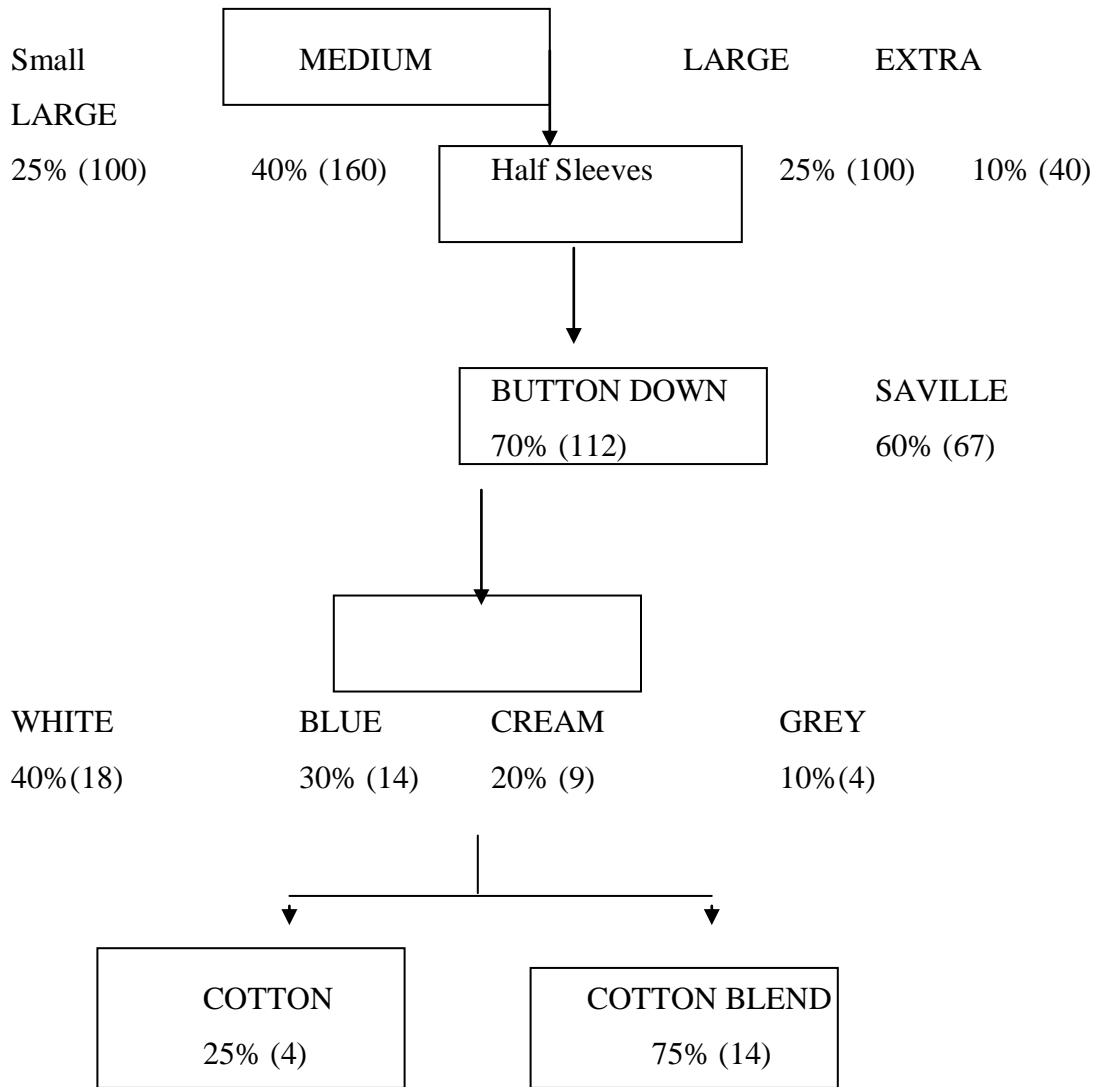 Small MEDIUM LARGE EXTRA
LARGE
25% (100) 40% (160) Half Sleeves 25% (100) 10% (40)
BUTTON DOWN SAVILLE
70% (112) 60% (67)
WHITE BLUE CREAM GREY
40%(18) 30% (14) 20% (9) 10%(4)
COTTON COTTON BLEND
25% (4) 75% (14)